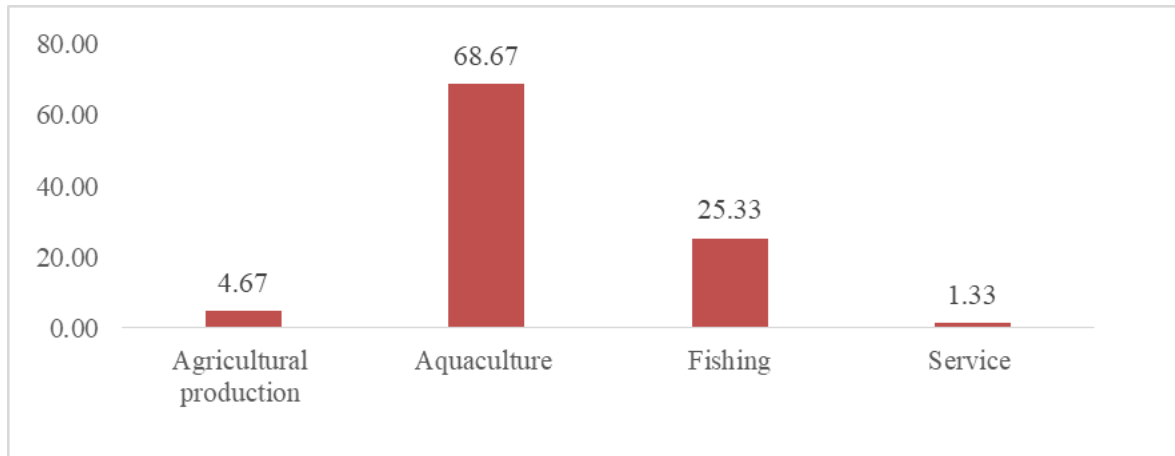 80.00
68.67
60.00
40.00
25.33
20.00
4.67
1.33
0.00
Agricultural production
Aquaculture
Fishing
Service